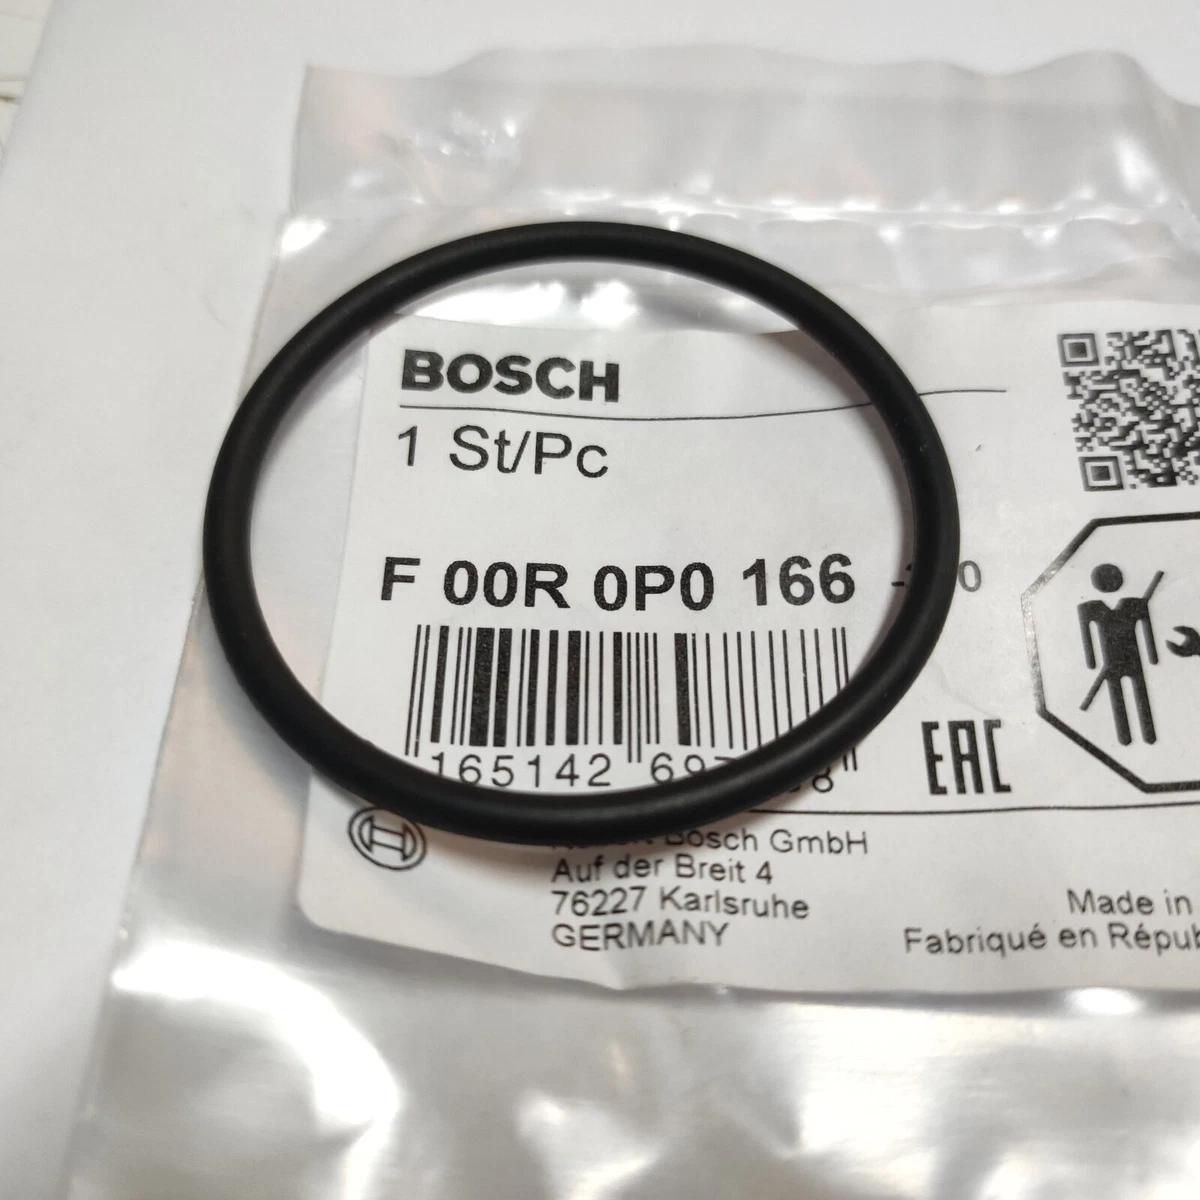 BOSCH
1 St/Pc
F 00R 0P0 166
165142
EAC
Bosch GmbH
Auf der Breit 4
76227 Karlsruhe
GERMANY
Made in
Fabriqué en